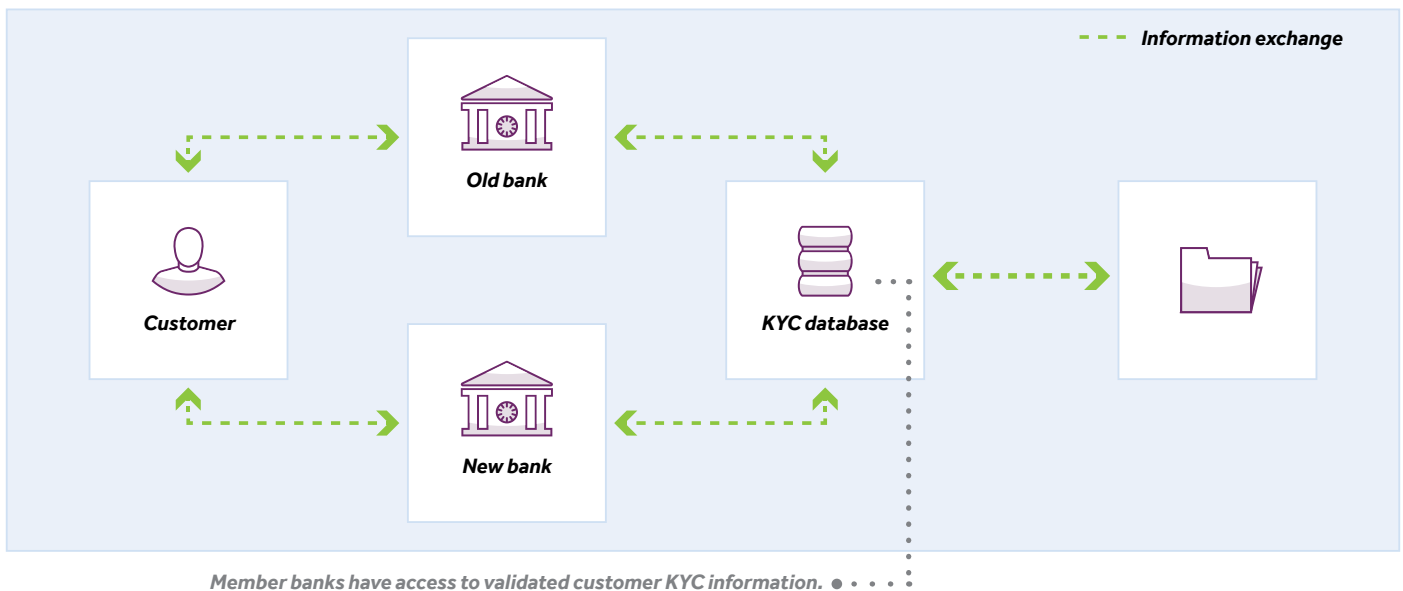 Information exchange
Old bank
Customer
KYC database
New bank
Member banks have access to validated customer KYC information.